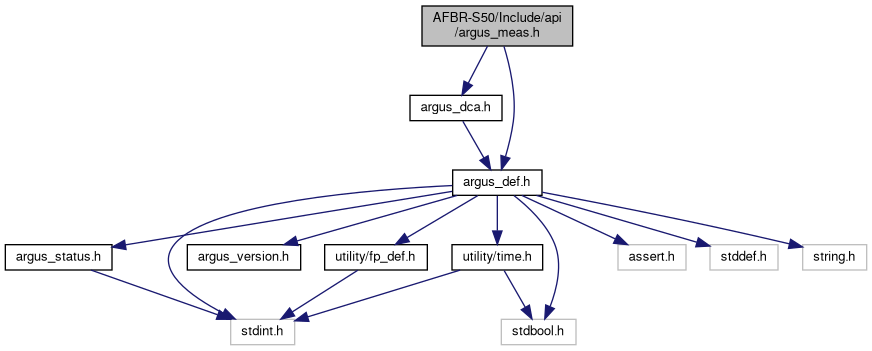 AFBR-S50/Include/api
/argus_meas.h
argus_dca.h
argus_def.h
argus_status.h
argus_version.h
utility/fp_def.h
utility/time.h
assert.h
stddef.h
string.h
stdint.h
stdbool.h